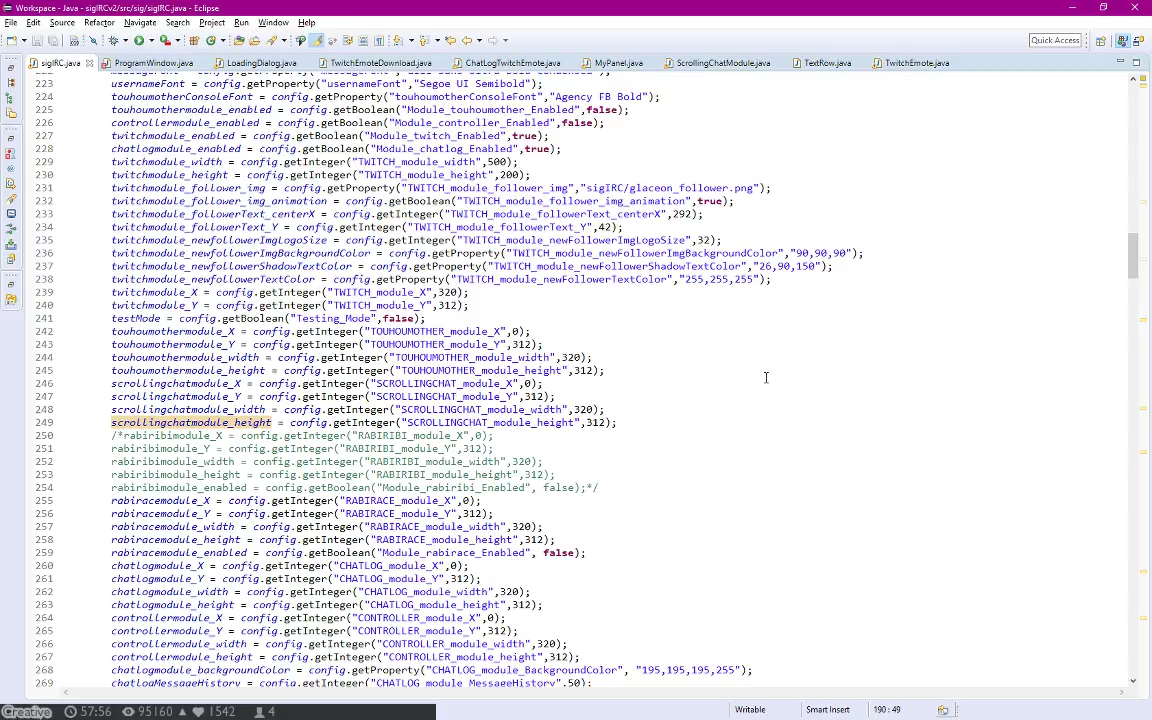 Workspace - Java - sigIRCv2/src/sig/sigIRC.java - Eclipse
File Edit Source Refactor Navigate Search Project Run Window Help
Quick Access
sigIRC.java ProgramWindow.java LoadingDialog.java TwitchEmoteDownload.java ChatLogTwitchEmote.java MyPanel.java ScrollingChatModule.java TextRow.java TwitchEmote.java
223 usernameFont = config.getProperty("usernameFont","Segoe UI Semibold");
224 touhoumotherConsoleFont = config.getProperty("touhoumotherConsoleFont","Agency FB Bold");
225 touhoumothermodule_enabled = config.getBoolean("Module_touhoumother_Enabled",false);
226 controllermodule_enabled = config.getBoolean("Module_controller_Enabled",false);
227 twitchmodule_enabled = config.getBoolean("Module_twitch_Enabled",true);
228 chatlogmodule_enabled = config.getBoolean("Module_chatlog_Enabled",true);
229 twitchmodule_width = config.getInteger("TWITCH_module_width",500);
230 twitchmodule_height = config.getInteger("TWITCH_module_height",200);
231 twitchmodule_follower_img = config.getProperty("TWITCH_module_follower_img","sigIRC/glaceon_follower.png");
232 twitchmodule_follower_img_animation = config.getBoolean("TWITCH_module_follower_img_animation",true);
233 twitchmodule_followerText_centerX = config.getInteger("TWITCH_module_followerText_centerX",292);
234 twitchmodule_followerText_Y = config.getInteger("TWITCH_module_followerText_Y",42);
235 twitchmodule_newfollowerImgLogoSize = config.getInteger("TWITCH_module_newFollowerImgLogoSize",32);
236 twitchmodule_newfollowerImgBackgroundColor = config.getProperty("TWITCH_module_newFollowerImgBackgroundColor","90,90,90");
237 twitchmodule_newfollowerShadowTextColor = config.getProperty("TWITCH_module_newFollowerShadowTextColor","26,90,150");
238 twitchmodule_newfollowerTextColor = config.getProperty("TWITCH_module_newFollowerTextColor","255,255,255");
239 twitchmodule_X = config.getInteger("TWITCH_module_X",320);
240 twitchmodule_Y = config.getInteger("TWITCH_module_Y",312);
241 testMode = config.getBoolean("Testing_Mode",false);
242 touhoumothermodule_X = config.getInteger("TOUHOUMOTHER_module_X",0);
243 touhoumothermodule_Y = config.getInteger("TOUHOUMOTHER_module_Y",312);
244 touhoumothermodule_width = config.getInteger("TOUHOUMOTHER_module_width",320);
245 touhoumothermodule_height = config.getInteger("TOUHOUMOTHER_module_height",312);
246 scrollingchatmodule_X = config.getInteger("SCROLLINGCHAT_module_X",0);
247 scrollingchatmodule_Y = config.getInteger("SCROLLINGCHAT_module_Y",312);
248 scrollingchatmodule_width = config.getInteger("SCROLLINGCHAT_module_width",320);
249 scrollingchatmodule_height = config.getInteger("SCROLLINGCHAT_module_height",312);
250 /*rabiribimodule_X = config.getInteger("RABIRIBI_module_X",0);
251 rabiribimodule_Y = config.getInteger("RABIRIBI_module_Y",312);
252 rabiribimodule_width = config.getInteger("RABIRIBI_module_width",320);
253 rabiribimodule_height = config.getInteger("RABIRIBI_module_height",312);
254 rabiribimodule_enabled = config.getBoolean("Module_rabiribi_Enabled", false);*/
255 rabiracemodule_X = config.getInteger("RABIRACE_module_X",0);
256 rabiracemodule_Y = config.getInteger("RABIRACE_module_Y",312);
257 rabiracemodule_width = config.getInteger("RABIRACE_module_width",320);
258 rabiracemodule_height = config.getInteger("RABIRACE_module_height",312);
259 rabiracemodule_enabled = config.getBoolean("Module_rabirace_Enabled", false);
260 chatlogmodule_X = config.getInteger("CHATLOG_module_X",0);
261 chatlogmodule_Y = config.getInteger("CHATLOG_module_Y",312);
262 chatlogmodule_width = config.getInteger("CHATLOG_module_width",320);
263 chatlogmodule_height = config.getInteger("CHATLOG_module_height",312);
264 controllermodule_X = config.getInteger("CONTROLLER_module_X",0);
265 controllermodule_Y = config.getInteger("CONTROLLER_module_Y",312);
266 controllermodule_width = config.getInteger("CONTROLLER_module_width",320);
267 controllermodule_height = config.getInteger("CONTROLLER_module_height",312);
268 chatlogmodule_backgroundColor = config.getProperty("CHATLOG_module_BackgroundColor", "195,195,195,255");
269 chatlogMessageHistory = config.getInteger("CHATLOG_module_MessageHistory",50);
Creative 57:56 95160 1542 4
Writable Smart Insert 190 : 49